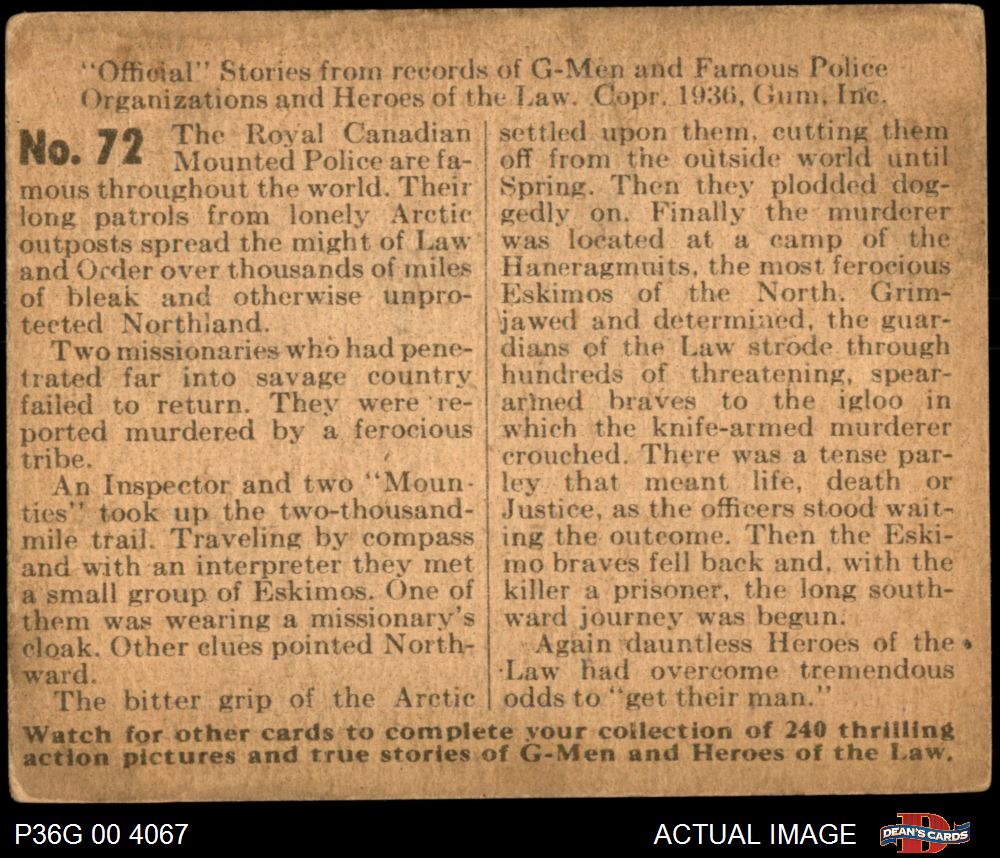 "Official" Stories from records of G-Men and Famous Police
Organizations and Heroes of the Law. Copr. 1936, Gum, Inc.
No. 72 The Royal Canadian
Mounted Police are fa-
mous throughout the world. Their
long patrols from lonely Arctic
outposts spread the might of Law
and Order over thousands of miles
of bleak and otherwise unpro-
tected Northland.
Two missionaries who had pene-
trated far into savage country
failed to return. They were re-
ported murdered by a ferocious
tribe.
An Inspector and two "Moun-
ties" took up the two-thousand-
mile trail. Traveling by compass
and with an interpreter they met
a small group of Eskimos. One of
them was wearing a missionary's
cloak. Other clues pointed North-
ward.
The bitter grip of the Arctic
settled upon them, cutting them
off from the outside world until
Spring. Then they plodded dog-
gedly on. Finally the murderer
was located at a camp of the
Haneragmuits, the most ferocious
Eskimos of the North. Grim-
jawed and determined, the guar-
dians of the Law strode through
hundreds of threatening, spear-
armed braves to the igloo in
which the knife-armed murderer
crouched. There was a tense par-
ley that meant life, death or
Justice, as the officers stood wait-
ing the outcome. Then the Eski-
mo braves fell back and, with the
killer a prisoner, the long south-
ward journey was begun.
Again dauntless Heroes of the
Law had overcome tremendous
odds to "get their man."
Watch for other cards to complete your collection of 240 thrilling
action pictures and true stories of G-Men and Heroes of the Law.
P36G 00 4067
ACTUAL IMAGE
DEAN'S CARDS